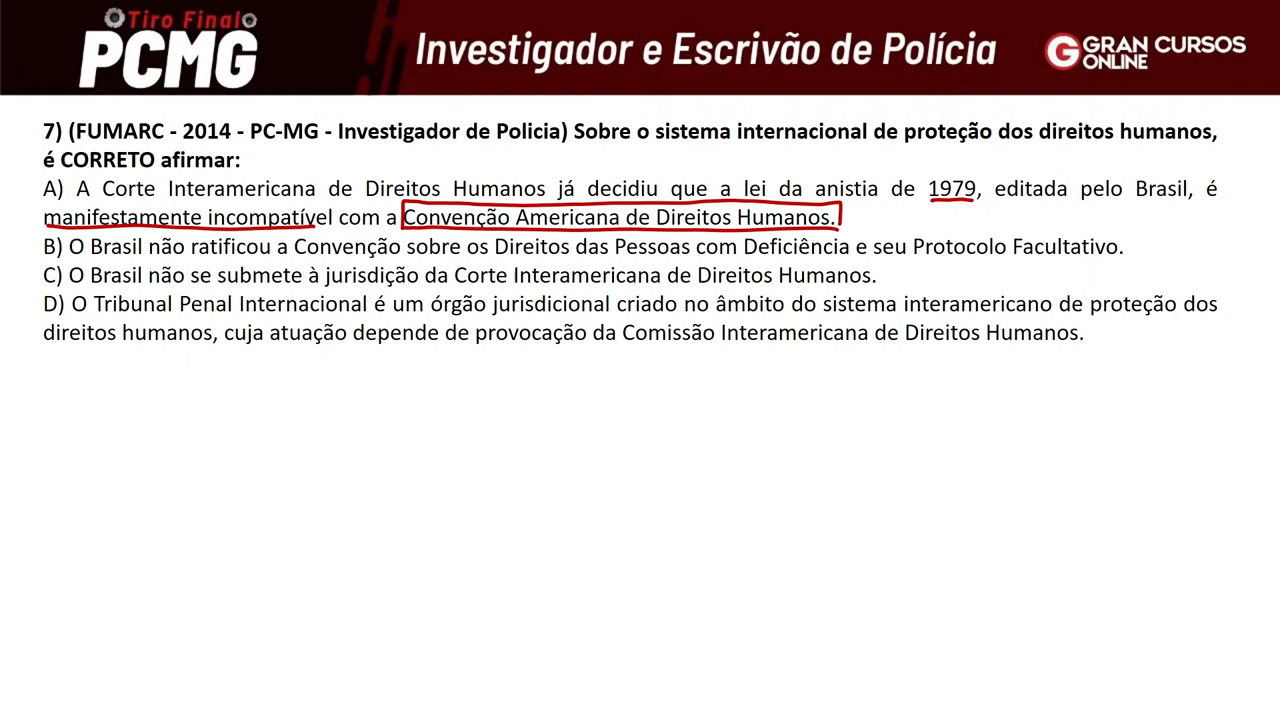 Tiro Final
PCMG
Investigador e Escrivão de Polícia
GRAN CURSOS
ONLINE
7) (FUMARC - 2014 - PC-MG - Investigador de Policia) Sobre o sistema internacional de proteção dos direitos humanos,
é CORRETO afirmar:
A) A Corte Interamericana de Direitos Humanos já decidiu que a lei da anistia de 1979, editada pelo Brasil, é
manifestamente incompatível com a Convenção Americana de Direitos Humanos.
B) O Brasil não ratificou a Convenção sobre os Direitos das Pessoas com Deficiência e seu Protocolo Facultativo.
C) O Brasil não se submete à jurisdição da Corte Interamericana de Direitos Humanos.
D) O Tribunal Penal Internacional é um órgão jurisdicional criado no âmbito do sistema interamericano de proteção dos
direitos humanos, cuja atuação depende de provocação da Comissão Interamericana de Direitos Humanos.